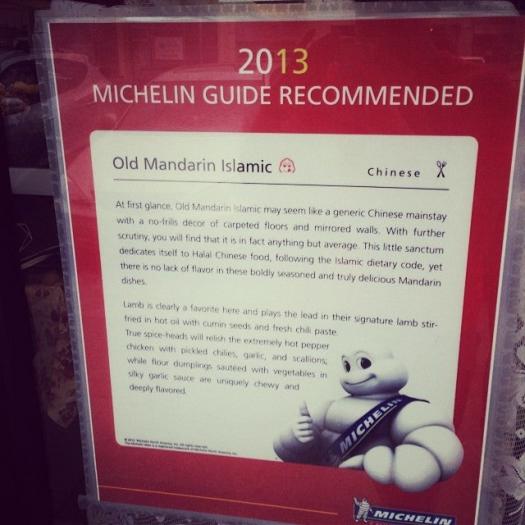 2013
MICHELIN GUIDE RECOMMENDED
Old Mandarin Islamic Chinese
At first glance, Old Mandarin Islamic may seem like a generic Chinese mainstay
with a no-frills décor of carpeted floors and mirrored walls. With further
scrutiny, you will find that it is in fact anything but average. This little sanctum
dedicates itself to Halal Chinese food, following the Islamic dietary code, yet
there is no lack of flavor in these boldly seasoned and truly delicious Mandarin
dishes.
Lamb is clearly a favorite here and plays the lead in their signature lamb stir-
fried in hot oil with cumin seeds and fresh chili paste.
True spice-heads will relish the extremely hot pepper
chicken with pickled chilies, garlic, and scallions;
while flour dumplings sautéed with vegetables in
silky garlic sauce are uniquely chewy and
deeply flavored.
MICHELIN
MICHELIN